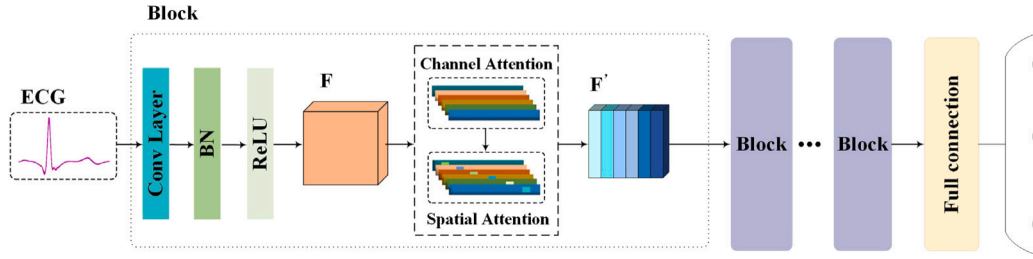 Block
ECG
Conv Layer
BN
ReLU
F
Channel Attention
Spatial Attention
F'
Block
•••
Block
Full connection